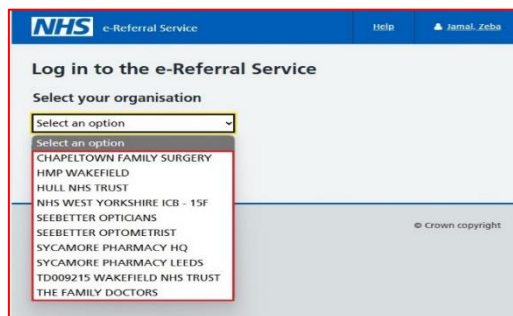 NHS e-Referral Service Help Jamal, Zeba
Log in to the e-Referral Service
Select your organisation
Select an option
Select an option
CHAPELTOWN FAMILY SURGERY
HMP WAKEFIELD
HULL NHS TRUST
NHS WEST YORKSHIRE ICB - 15F
SEEBETTER OPTICIANS
SEEBETTER OPTOMETRIST
SYCAMORE PHARMACY HQ
SYCAMORE PHARMACY LEEDS
TD009215 WAKEFIELD NHS TRUST
THE FAMILY DOCTORS
© Crown copyright